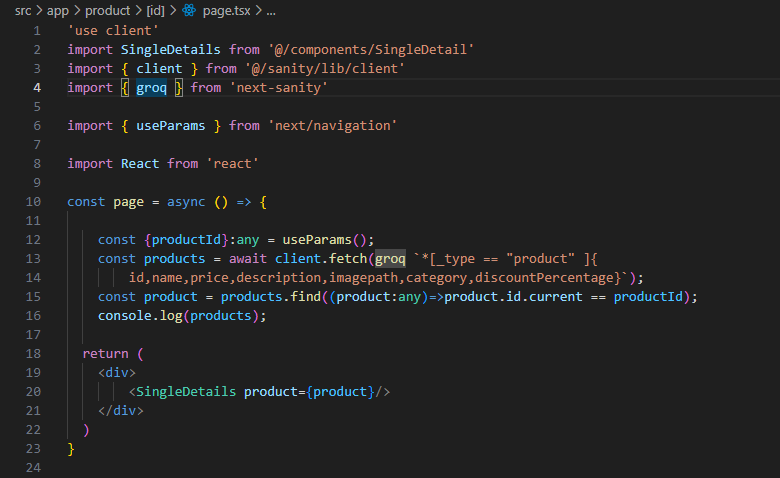 src > app > product > [id] > page.tsx > ...
1 'use client'
2 import SingleDetails from '@/components/SingleDetail'
3 import { client } from '@/sanity/lib/client'
4 import { groq } from 'next-sanity'
5
6 import { useParams } from 'next/navigation'
7
8 import React from 'react'
9
10 const page = async () => {
11
12 const {productId}:any = useParams();
13 const products = await client.fetch(groq `*[_type == "product" ]{
14 id,name,price,description,imagepath,category,discountPercentage}`);
15 const product = products.find((product:any)=>product.id.current == productId);
16 console.log(products);
17
18 return (
19 <div>
20 <SingleDetails product={product}/>
21 </div>
22 )
23 }
24